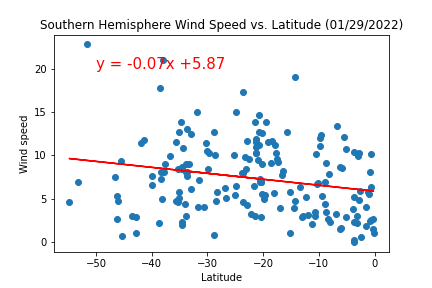 Southern Hemisphere Wind Speed vs. Latitude (01/29/2022)
y = -0.07x +5.87
20
15
10
5
0
Wind speed
−50
−40
−30
−20
−10
0
Latitude